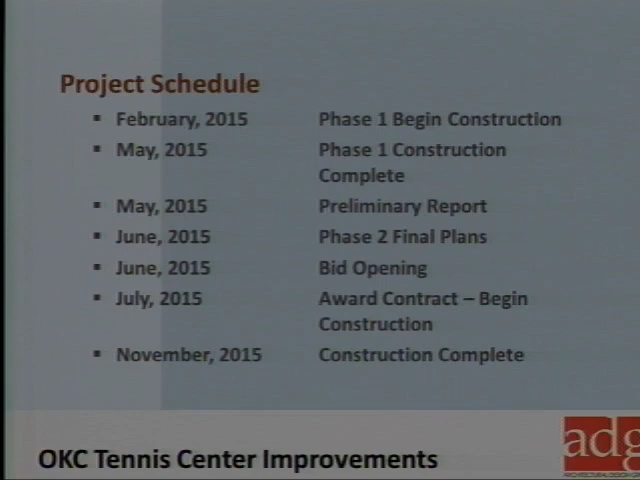 Project Schedule
▪ February, 2015 Phase 1 Begin Construction
▪ May, 2015 Phase 1 Construction
Complete
▪ May, 2015 Preliminary Report
▪ June, 2015 Phase 2 Final Plans
▪ June, 2015 Bid Opening
▪ July, 2015 Award Contract – Begin
Construction
▪ November, 2015 Construction Complete
OKC Tennis Center Improvements
adg